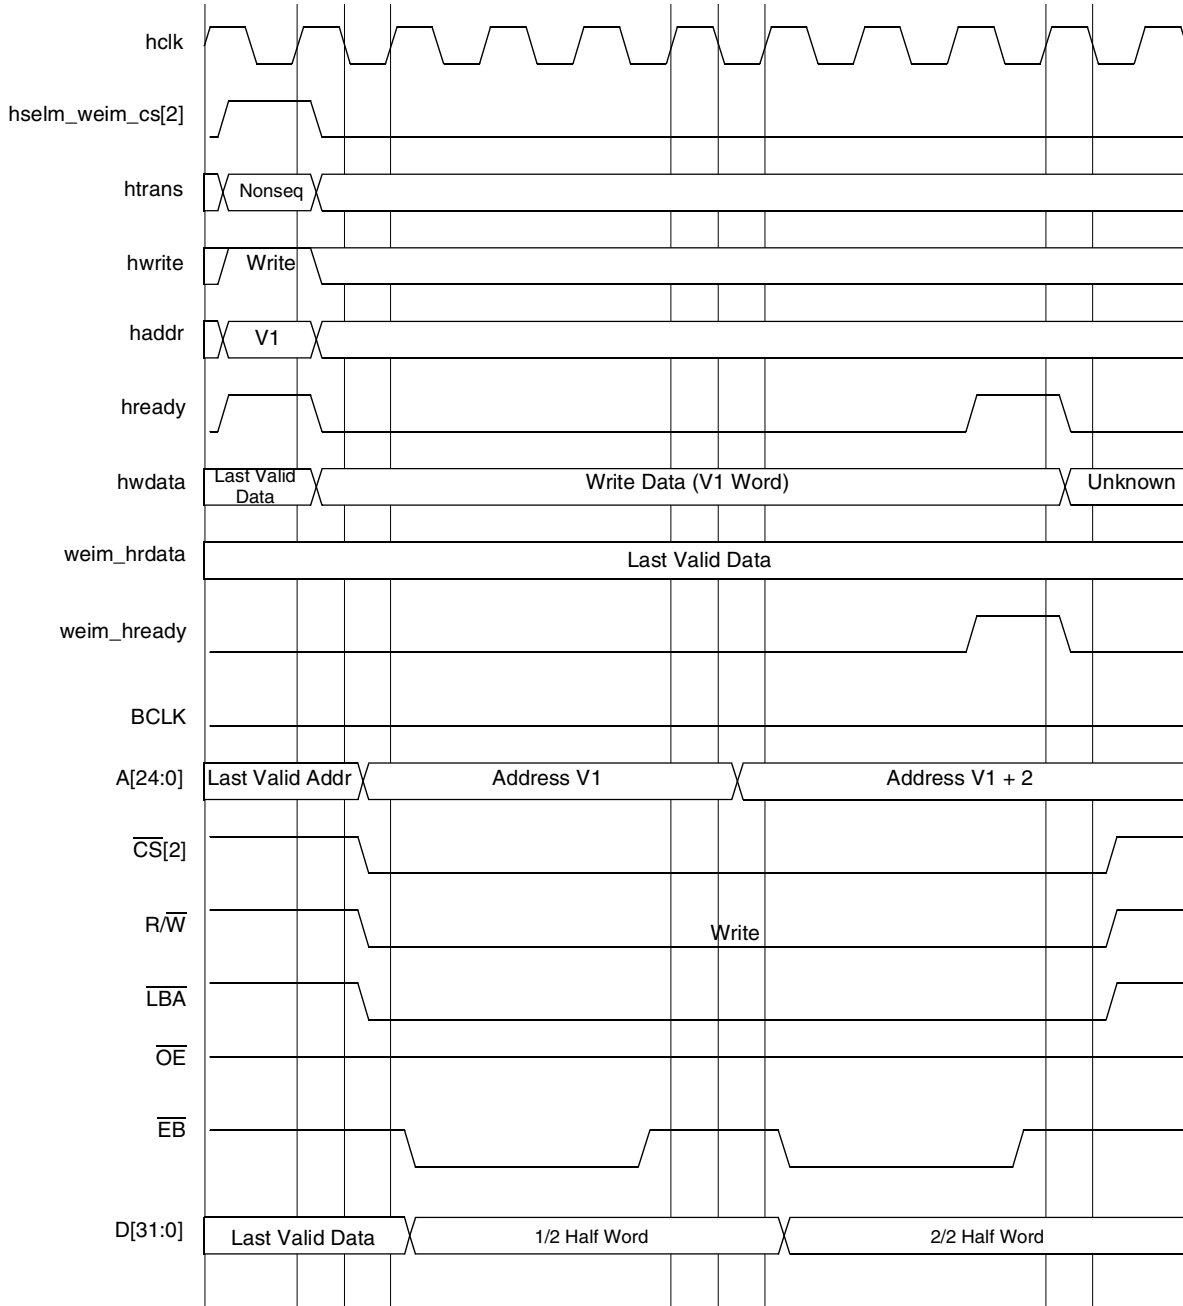 hclk
hselm_weim_cs[2]
htrans Nonseq
hwrite Write
haddr V1
hready
hwdata Last Valid Data Write Data (V1 Word) Unknown
weim_hrdata Last Valid Data
weim_hready
BCLK
A[24:0] Last Valid Addr Address V1 Address V1 + 2
CS[2]
R/W Write
LBA
OE
EB
D[31:0] Last Valid Data 1/2 Half Word 2/2 Half Word